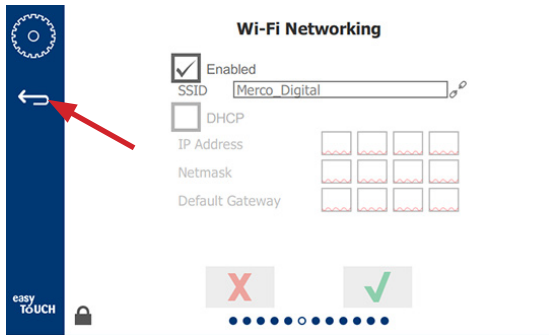 Wi-Fi Networking
Enabled
SSID Merco_Digital
DHCP
IP Address
Netmask
Default Gateway
easy
TOUCH